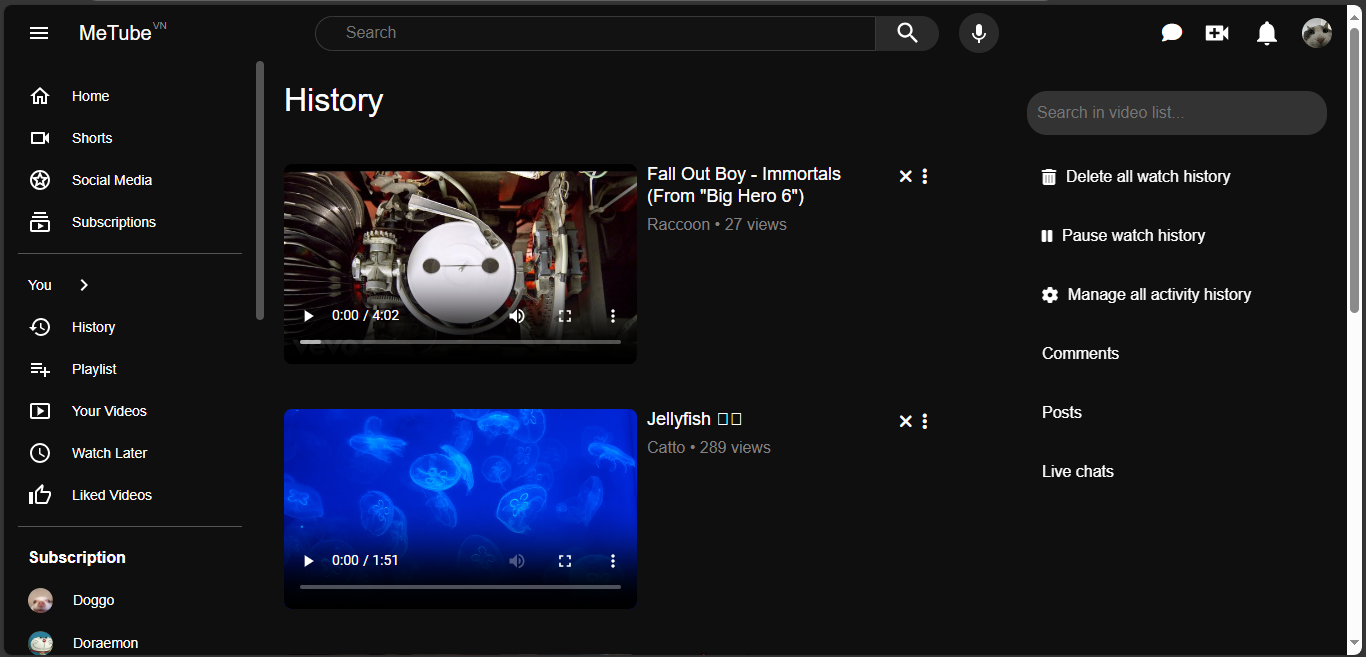 MeTube VN
Search
Home
Shorts
Social Media
Subscriptions
You
History
Playlist
Your Videos
Watch Later
Liked Videos
Subscription
Doggo
Doraemon
History
0:00 / 4:02
Fall Out Boy - Immortals
(From "Big Hero 6")
Raccoon • 27 views
0:00 / 1:51
Jellyfish
Catto • 289 views
Search in video list...
Delete all watch history
Pause watch history
Manage all activity history
Comments
Posts
Live chats